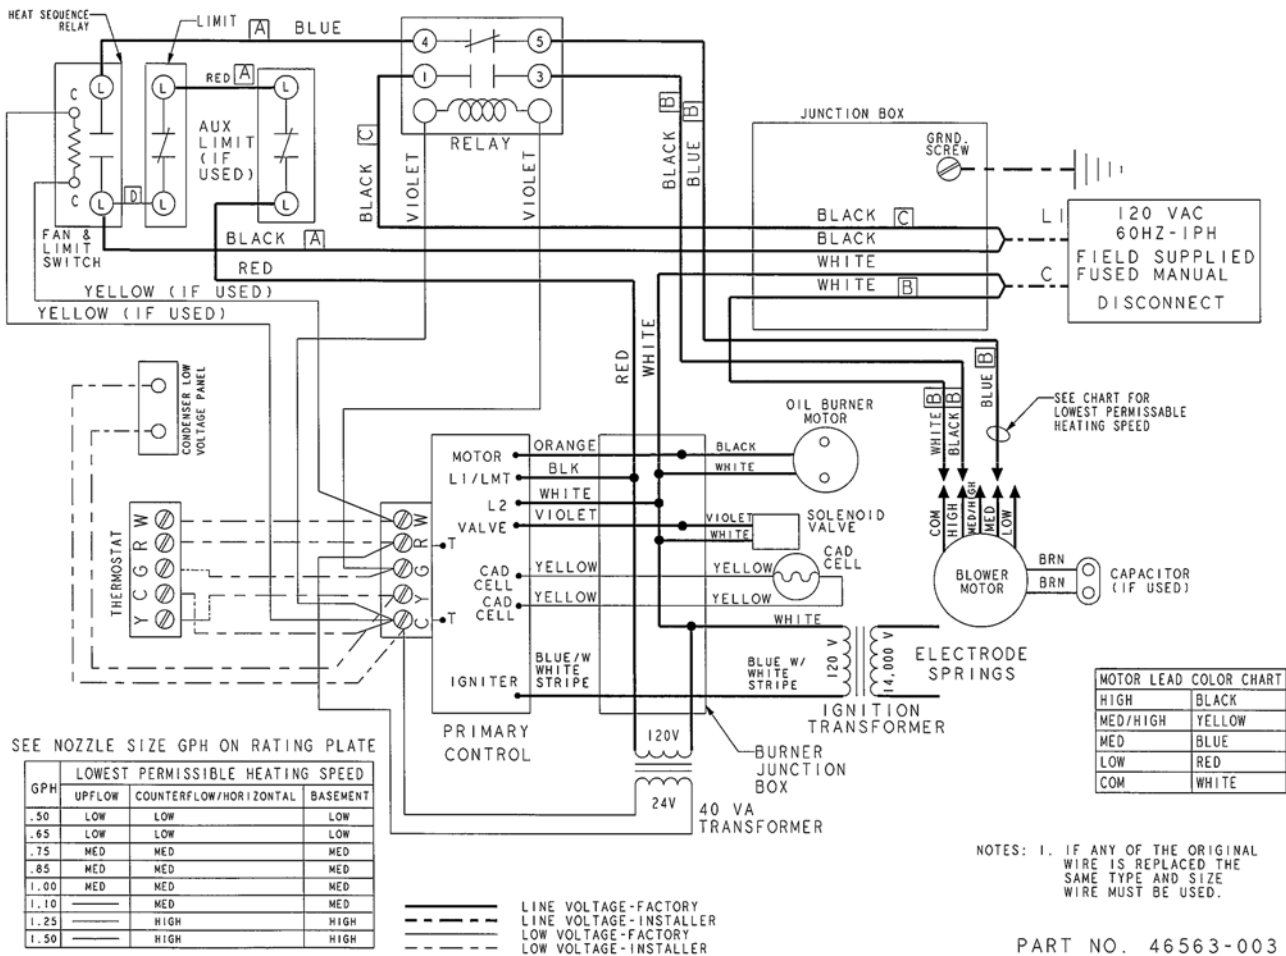 HEAT SEQUENCE
RELAY
LIMIT
A
BLUE
4
5
RED
A
1
3
C
L
L
L
AUX
LIMIT
(IF
USED)
RELAY
C
L
D
L
L
FAN &
LIMIT
SWITCH
BLACK
A
RED
YELLOW (IF USED)
YELLOW (IF USED)
C
BLACK
VIOLET
VIOLET
B
BLACK
B
BLUE
JUNCTION BOX
GRND.
SCREW
BLACK
C
BLACK
WHITE
WHITE
B
L1
C
120 VAC
60HZ-1PH
FIELD SUPPLIED
FUSED MANUAL
DISCONNECT
RED
WHITE
CONDENSER LOW
VOLTAGE PANEL
OIL BURNER
MOTOR
WHITE
B
BLACK
B
BLUE
B
SEE CHART FOR
LOWEST PERMISSABLE
HEATING SPEED
MOTOR
ORANGE
BLACK
L1/LMT
BLK
WHITE
L2
WHITE
VALVE
VIOLET
VIOLET
WHITE
SOLENOID
VALVE
CAD
CELL
YELLOW
YELLOW
CAD
CELL
CAD
CELL
YELLOW
YELLOW
WHITE
IGNITER
BLUE/W
WHITE
STRIPE
BLUE W/
WHITE
STRIPE
THERMOSTAT
W
R
G
C
Y
W
R
T
G
Y
C
T
COM
HIGH
MED/HIGH
MED
LOW
BLOWER
MOTOR
BRN
BRN
CAPACITOR
(IF USED)
120 V
14,000 V
ELECTRODE
SPRINGS
IGNITION
TRANSFORMER
PRIMARY
CONTROL
BURNER
JUNCTION
BOX
120V
24V
40 VA
TRANSFORMER
MOTOR LEAD COLOR CHART
HIGH BLACK
MED/HIGH YELLOW
MED BLUE
LOW RED
COM WHITE
SEE NOZZLE SIZE GPH ON RATING PLATE
GPH LOWEST PERMISSIBLE HEATING SPEED
UPFLOW COUNTERFLOW/HORIZONTAL BASEMENT
.50 LOW LOW LOW
.65 LOW LOW LOW
.75 MED MED MED
.85 MED MED MED
1.00 MED MED MED
1.10 —— MED MED
1.25 —— HIGH HIGH
1.50 —— HIGH HIGH
LINE VOLTAGE-FACTORY
LINE VOLTAGE-INSTALLER
LOW VOLTAGE-FACTORY
LOW VOLTAGE-INSTALLER
NOTES: 1. IF ANY OF THE ORIGINAL
WIRE IS REPLACED THE
SAME TYPE AND SIZE
WIRE MUST BE USED.
PART NO. 46563-003